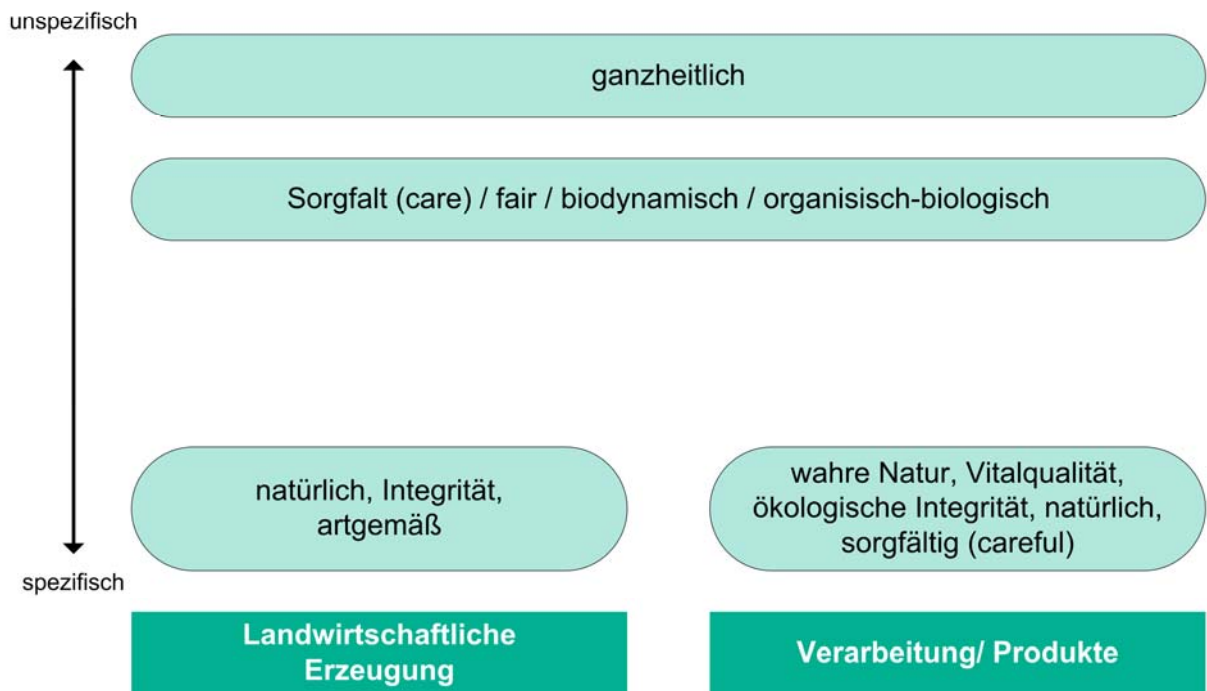 unspezifisch
ganzheitlich
Sorgfalt (care) / fair / biodynamisch / organisisch-biologisch
natürlich, Integrität,
artgemäß
wahre Natur, Vitalqualität,
ökologische Integrität, natürlich,
sorgfältig (careful)
spezifisch
Landwirtschaftliche
Erzeugung
Verarbeitung/ Produkte